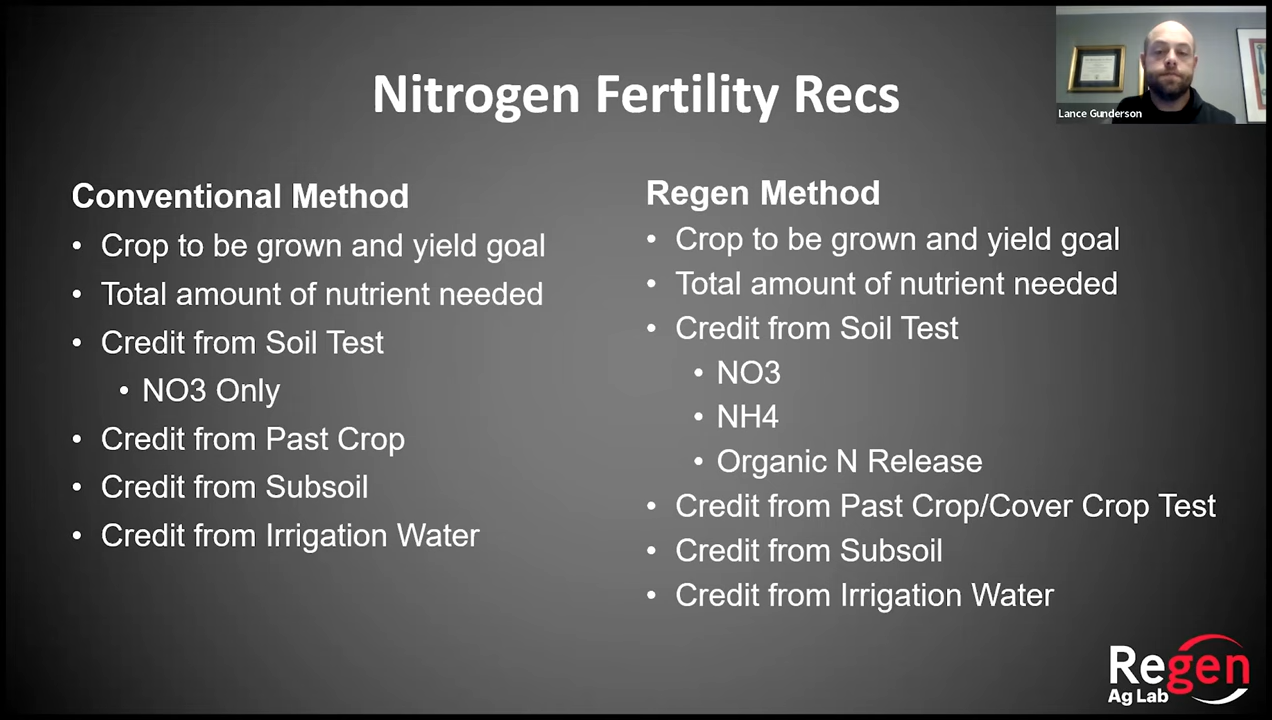 Nitrogen Fertility Recs
Lance Gunderson
Conventional Method
• Crop to be grown and yield goal
• Total amount of nutrient needed
• Credit from Soil Test
• NO3 Only
• Credit from Past Crop
• Credit from Subsoil
• Credit from Irrigation Water
Regen Method
• Crop to be grown and yield goal
• Total amount of nutrient needed
• Credit from Soil Test
• NO3
• NH4
• Organic N Release
• Credit from Past Crop/Cover Crop Test
• Credit from Subsoil
• Credit from Irrigation Water
Regen
Ag Lab